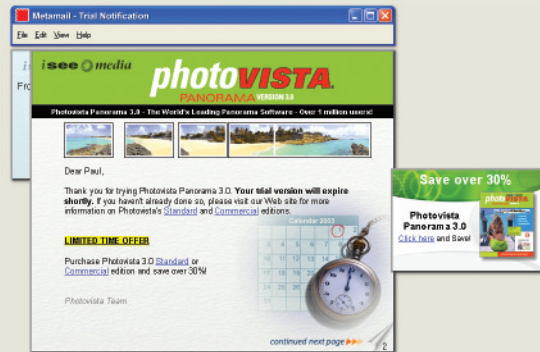 Metamail - Trial Notification
File Edit View Help
isee media
photoVISTA
PANORAMA VERSION 3.0
Photovista Panorama 3.0 - The World's Leading Panorama Software - Over 1 million users!
Fro
Dear Paul,
Thank you for trying Photovista Panorama 3.0. Your trial version will expire
shortly. If you haven't already done so, please visit our Web site for more
information on Photovista's Standard and Commercial editions.
LIMITED TIME OFFER
Purchase Photovista 3.0 Standard or
Commercial edition and save over 30%!
Photovista Team
Calendar 2003
continued next page
2
Save over 30%
Photovista
Panorama 3.0
Click here and Save!
photoVISTA